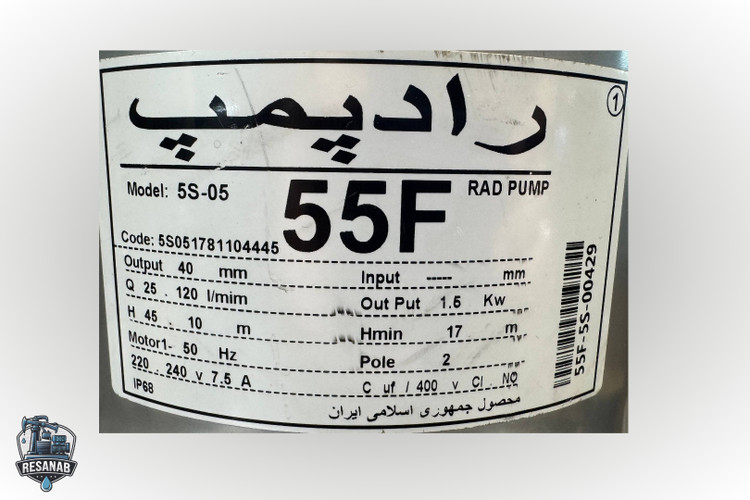 رادپمپ
1
Model: 5S-05
55F
RAD PUMP
Code: 5S051781104445
Output 40 mm
Input ----- mm
Q 25 . 120 l/mim
Out Put 1.5 Kw
H 45 . 10 m
Hmin 17 m
Motor1- 50 Hz
Pole 2
220 . 240 v 7.5 A
C uf / 400 v Cl . NO
IP68
محصول جمهوری اسلامی ایران
55F-5S-00429
RESANAB